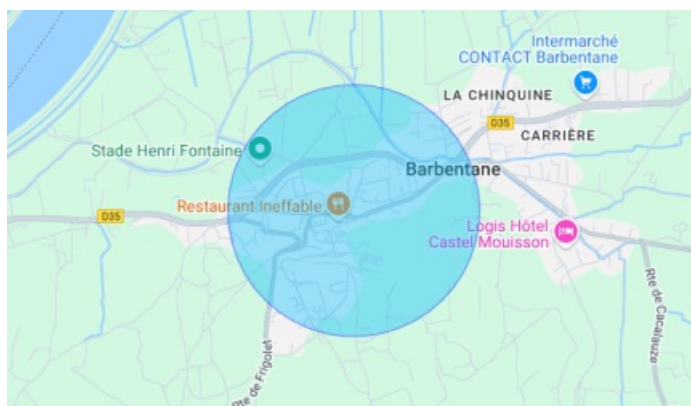 Intermarché
CONTACT Barbentane
LA CHINQUINE
D35
CARRIÈRE
Stade Henri Fontaine
Barbentane
Restaurant Ineffable
D35
Logis Hôtel
Castel Mouisson
Rte de Cacalauze
Rte de Frigolet